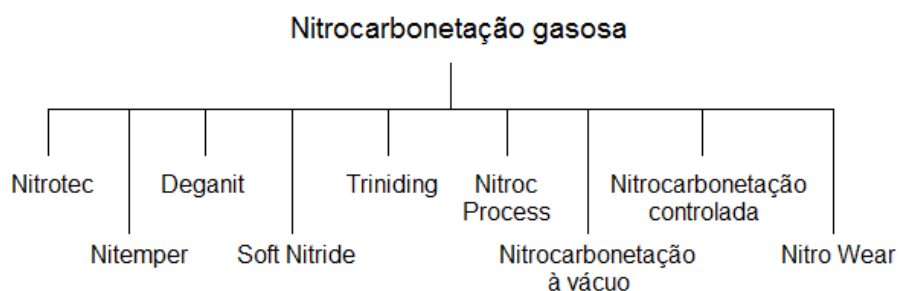 Nitrocarbonetação gasosa
Nitrotec
Deganit
Triniding
Nitroc
Process
Nitrocarbonetação
controlada
Nitemper
Soft Nitride
Nitrocarbonetação
à vácuo
Nitro Wear